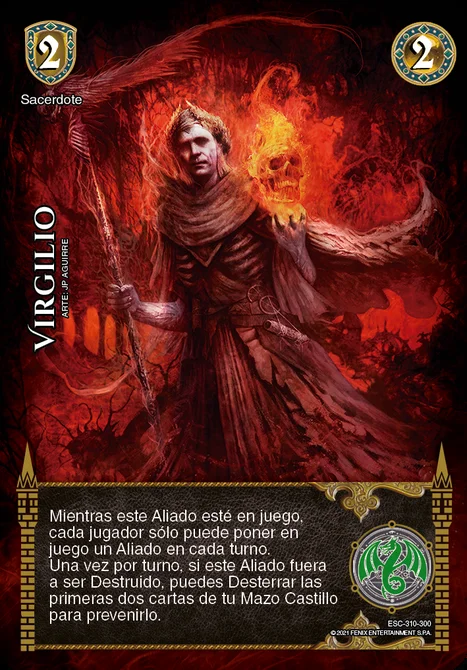 2
2
Sacerdote
VIRGILIO
ARTE: JP AGUIRRE
Mientras este Aliado esté en juego,
cada jugador sólo puede poner en
juego un Aliado en cada turno.
Una vez por turno, si este Aliado fuera
a ser Destruido, puedes Desterrar las
primeras dos cartas de tu Mazo Castillo
para prevenirlo.
ESC-310-300
©2021 FENIX ENTERTAINMENT S.P.A.